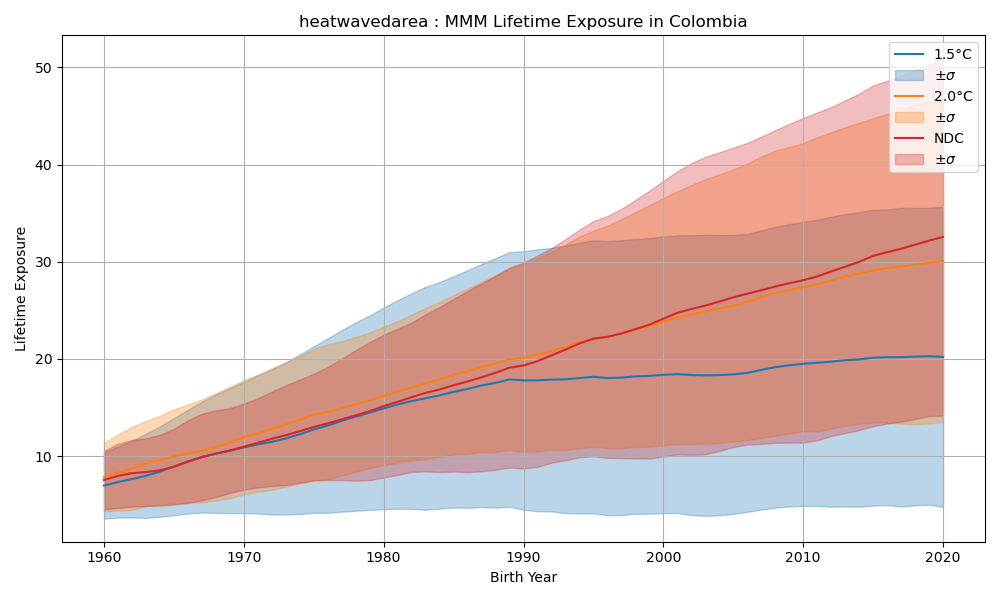 heatwavedarea : MMM Lifetime Exposure in Colombia
Lifetime Exposure
50
40
30
20
10
1960
1970
1980
1990
2000
2010
2020
Birth Year
1.5°C
±σ
2.0°C
±σ
NDC
±σ